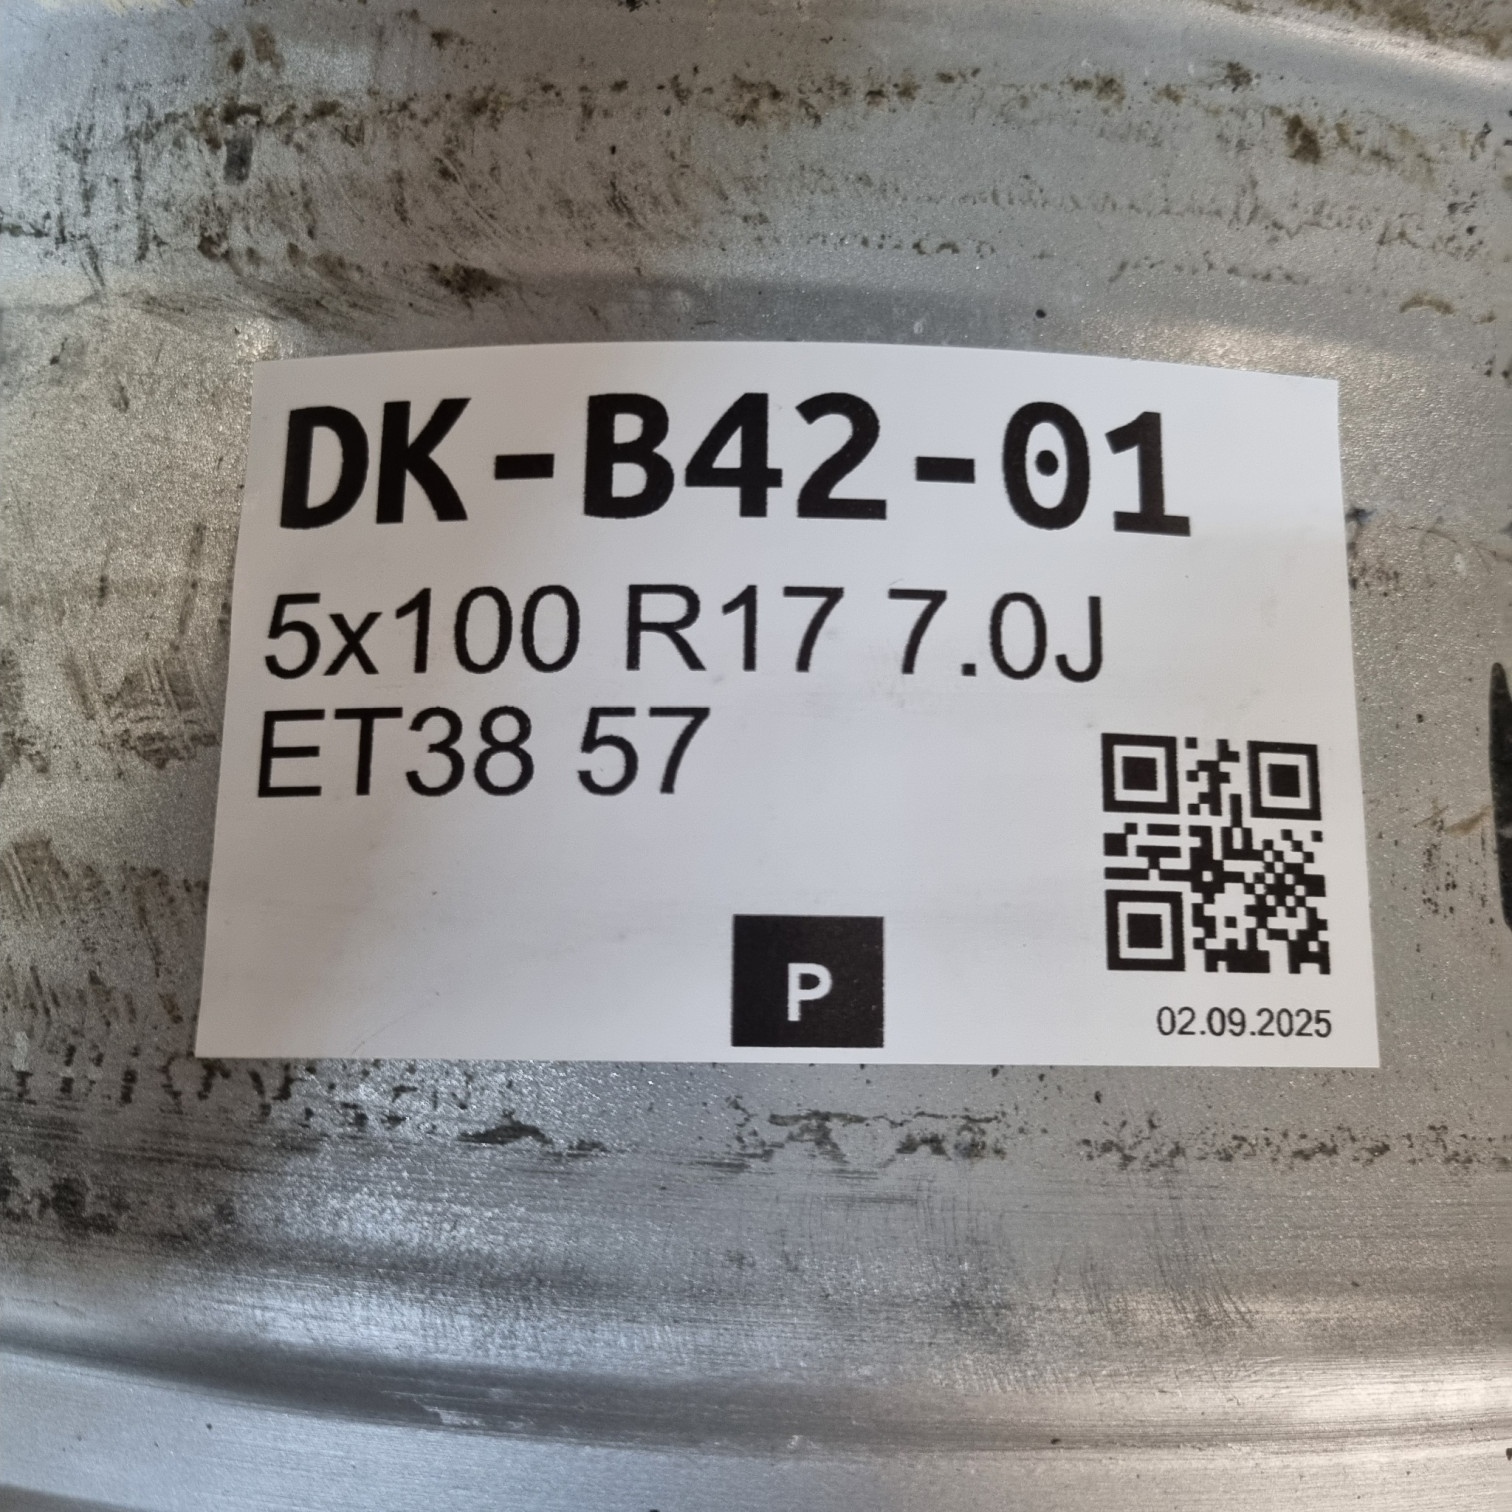 DK-B42-01
5x100 R17 7.0J
ET38 57
P
02.09.2025